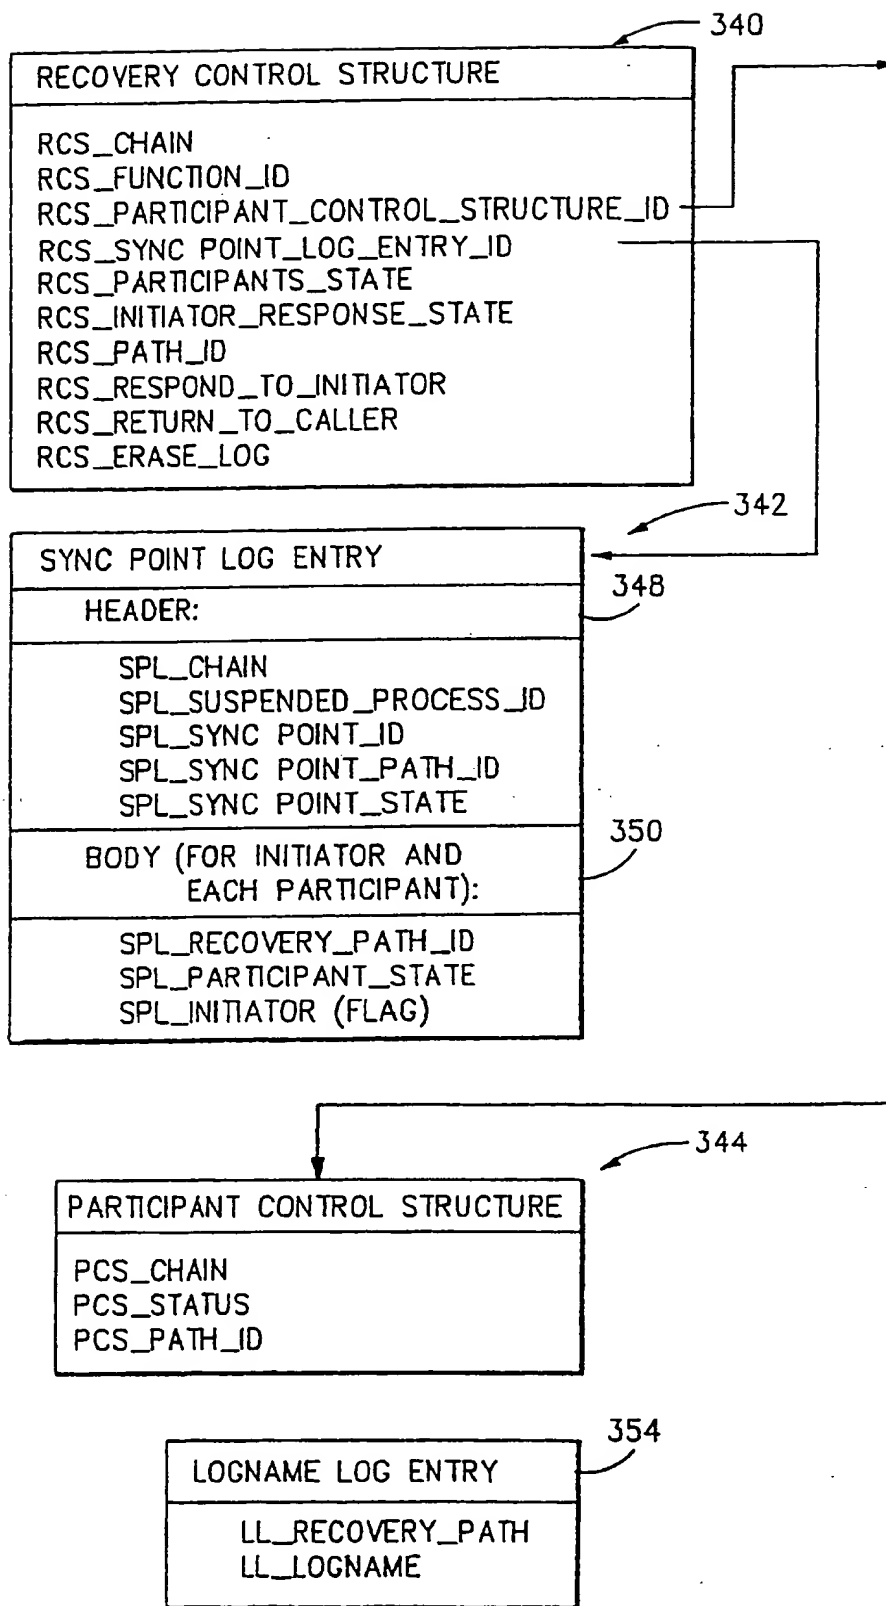 340
RECOVERY CONTROL STRUCTURE
RCS_CHAIN
RCS_FUNCTION_ID
RCS_PARTICIPANT_CONTROL_STRUCTURE_ID
RCS_SYNC POINT_LOG_ENTRY_ID
RCS_PARTICIPANTS_STATE
RCS_INITIATOR_RESPONSE_STATE
RCS_PATH_ID
RCS_RESPOND_TO_INITIATOR
RCS_RETURN_TO_CALLER
RCS_ERASE_LOG
342
SYNC POINT LOG ENTRY
348
HEADER:
SPL_CHAIN
SPL_SUSPENDED_PROCESS_ID
SPL_SYNC POINT_ID
SPL_SYNC POINT_PATH_ID
SPL_SYNC POINT_STATE
350
BODY (FOR INITIATOR AND
EACH PARTICIPANT):
SPL_RECOVERY_PATH_ID
SPL_PARTICIPANT_STATE
SPL_INITIATOR (FLAG)
344
PARTICIPANT CONTROL STRUCTURE
PCS_CHAIN
PCS_STATUS
PCS_PATH_ID
354
LOGNAME LOG ENTRY
LL_RECOVERY_PATH
LL_LOGNAME